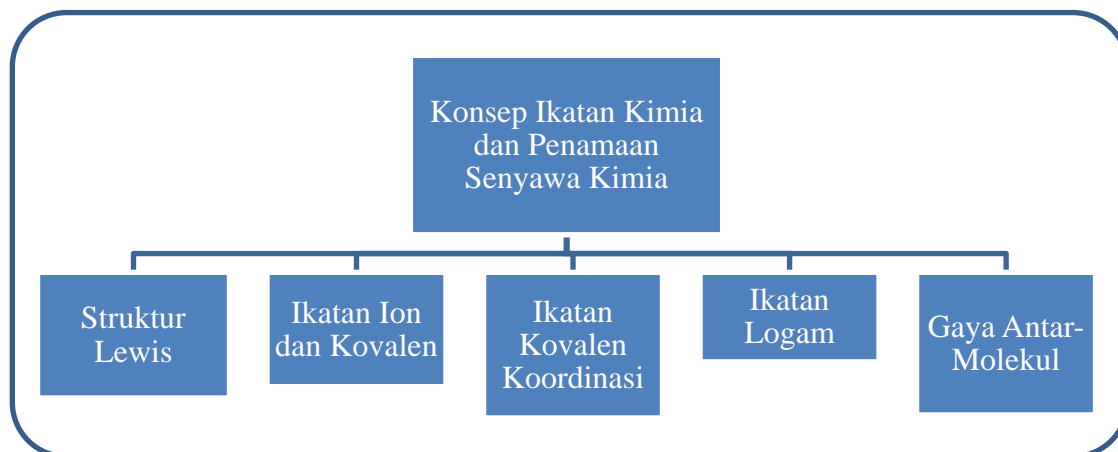 Konsep Ikatan Kimia
dan Penamaan
Senyawa Kimia
Struktur
Lewis
Ikatan Ion
dan Kovalen
Ikatan
Kovalen
Koordinasi
Ikatan
Logam
Gaya Antar-
Molekul